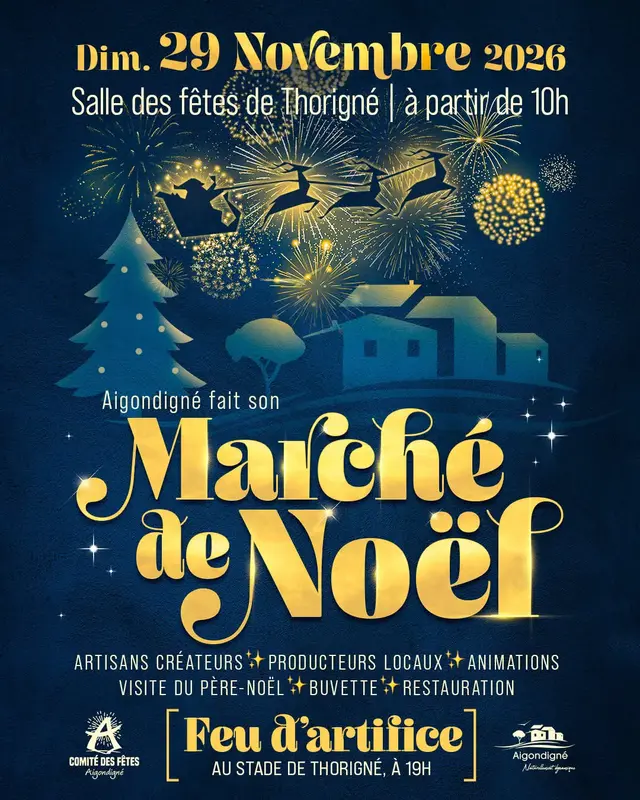 Dim. 29 Novembre 2026
Salle des fêtes de Thorigné | à partir de 10h
Aigondigné fait son
Marché
de Noël
ARTISANS CRÉATEURS✨PRODUCTEURS LOCAUX✨ANIMATIONS
VISITE DU PÈRE-NOËL✨BUVETTE✨RESTAURATION
Feu d'artifice
AU STADE DE THORIGNÉ, À 19H
COMITÉ DES FÊTES
Aigondigné
Aigondigné
Naturellement dynamique